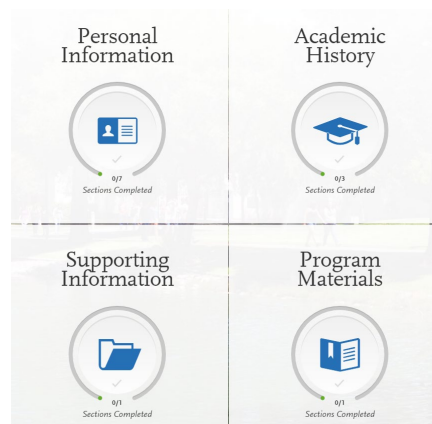 Personal
Information
0/7
Sections Completed
Academic
History
0/3
Sections Completed
Supporting
Information
0/1
Sections Completed
Program
Materials
0/1
Sections Completed